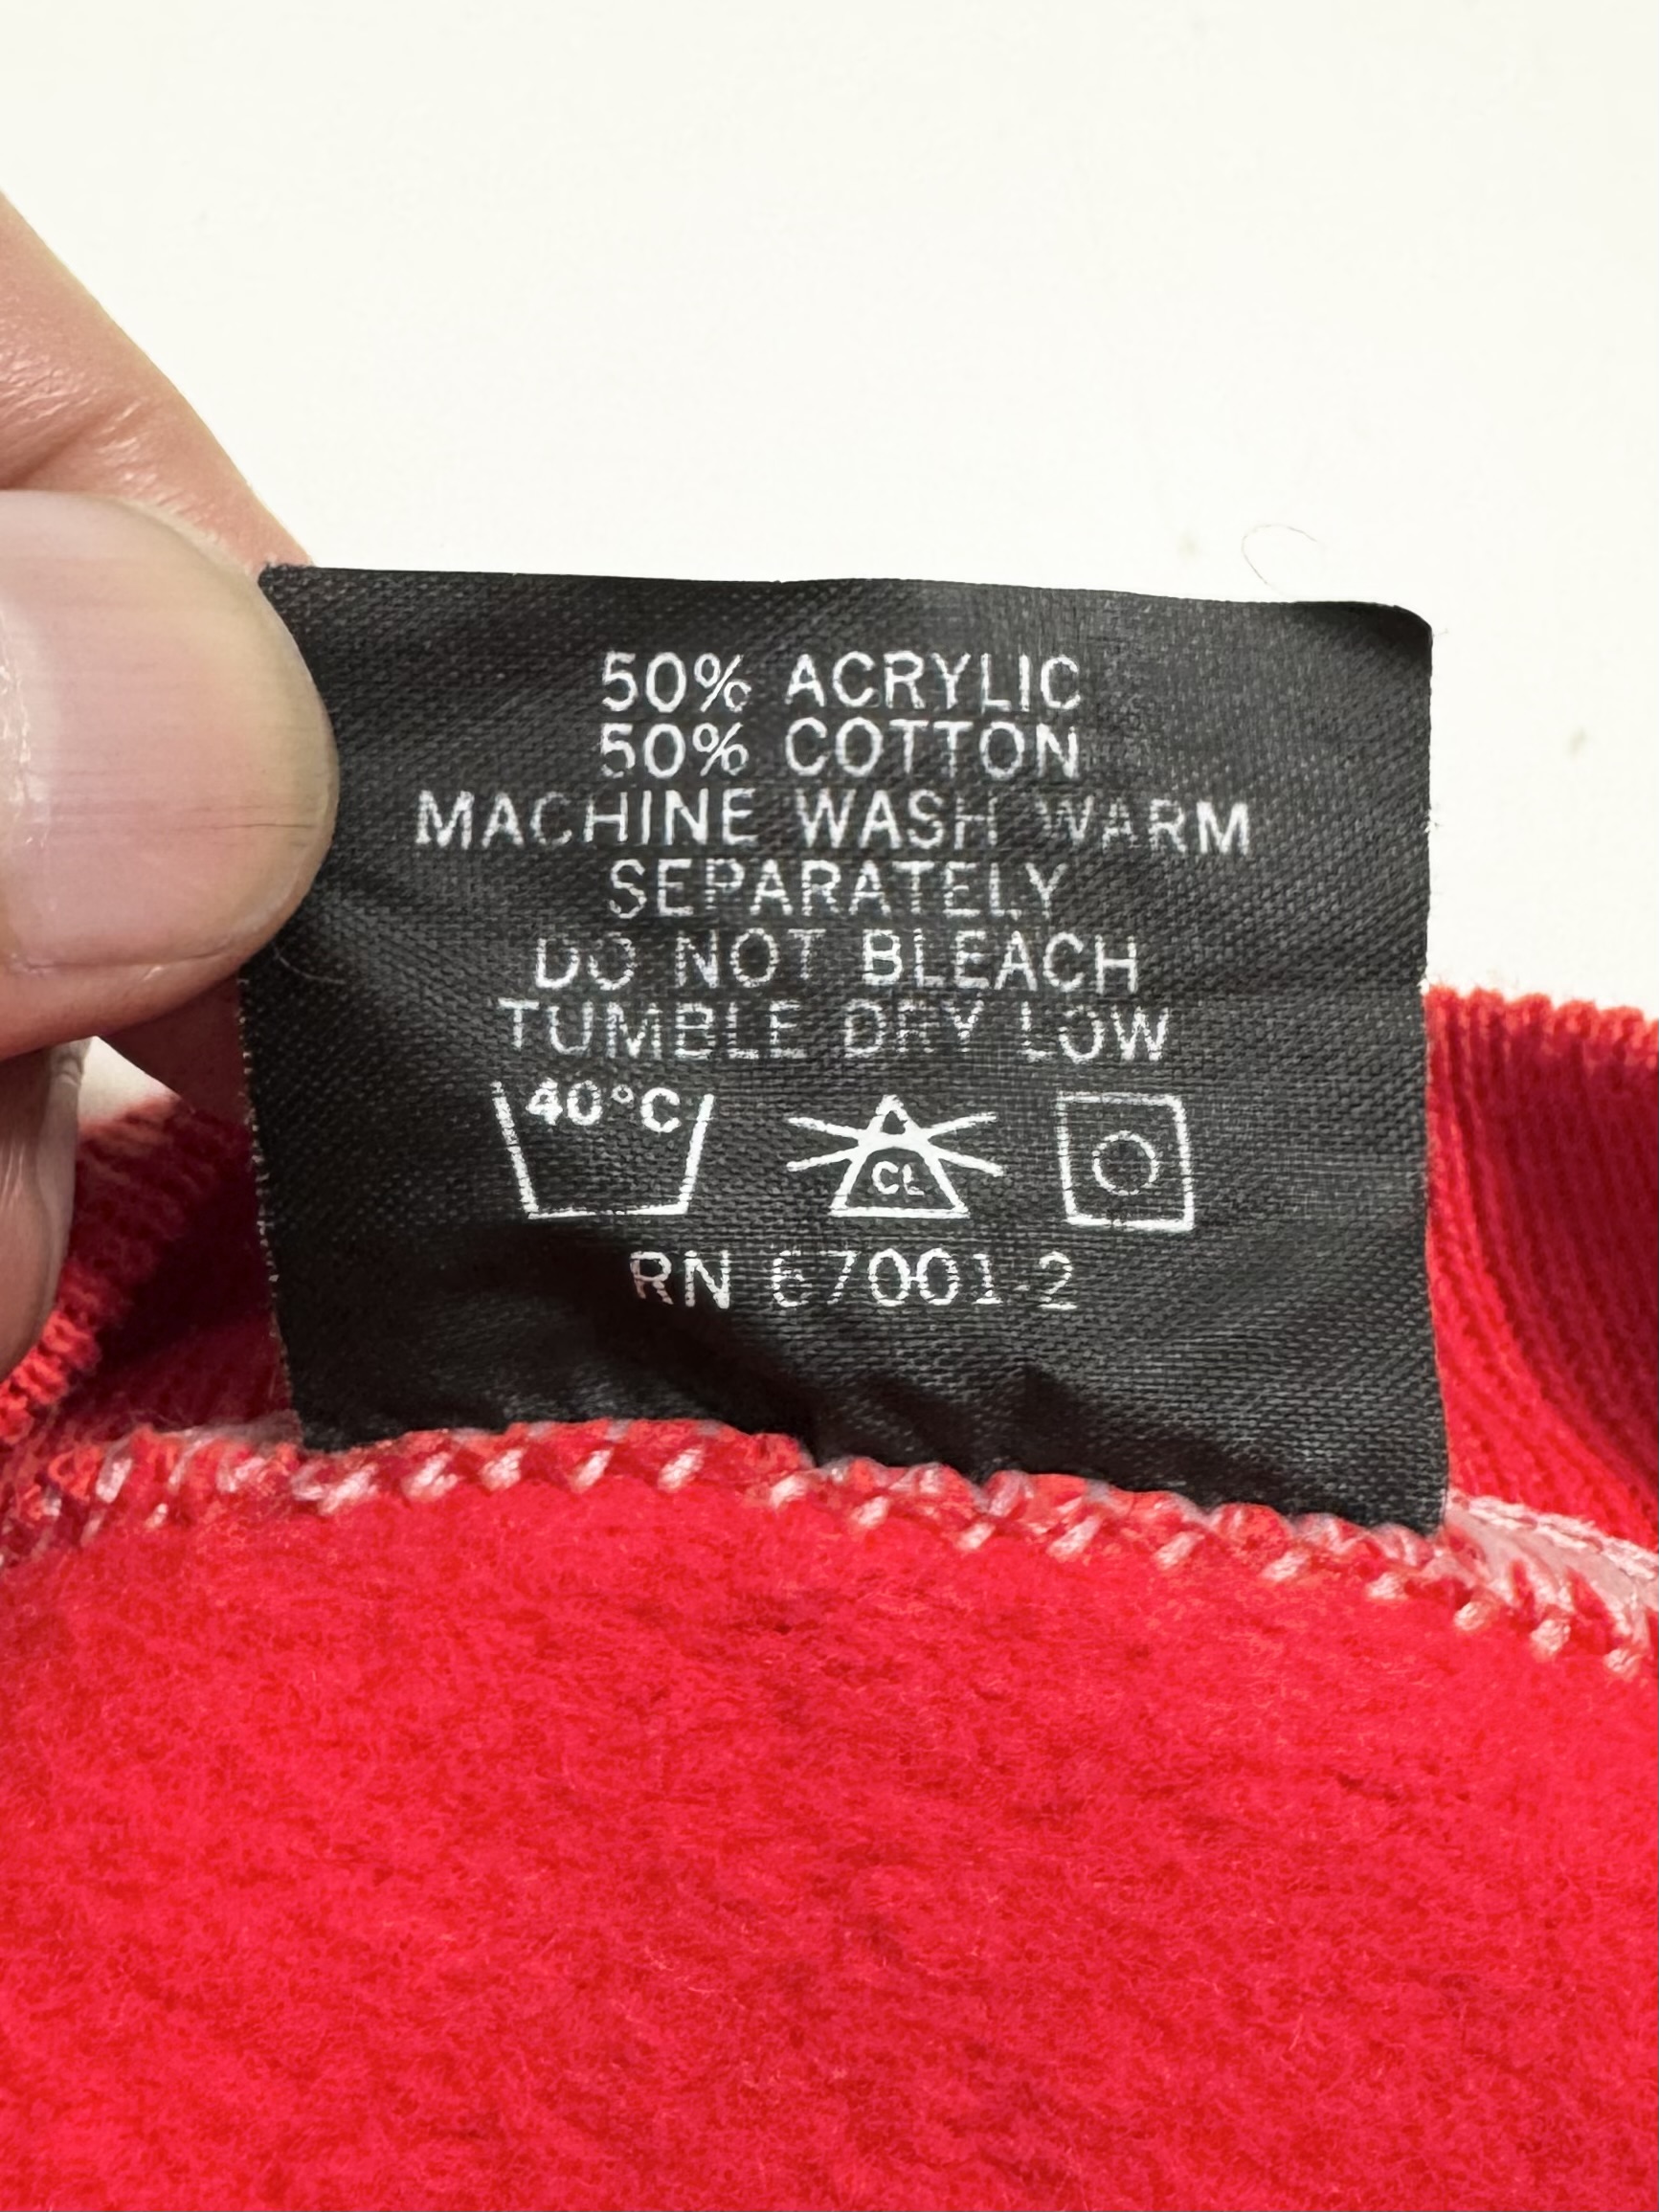 50% ACRYLIC
50% COTTON
MACHINE WASH WARM
SEPARATELY
DO NOT BLEACH
TUMBLE DRY LOW
40°C CL
RN 67001-2